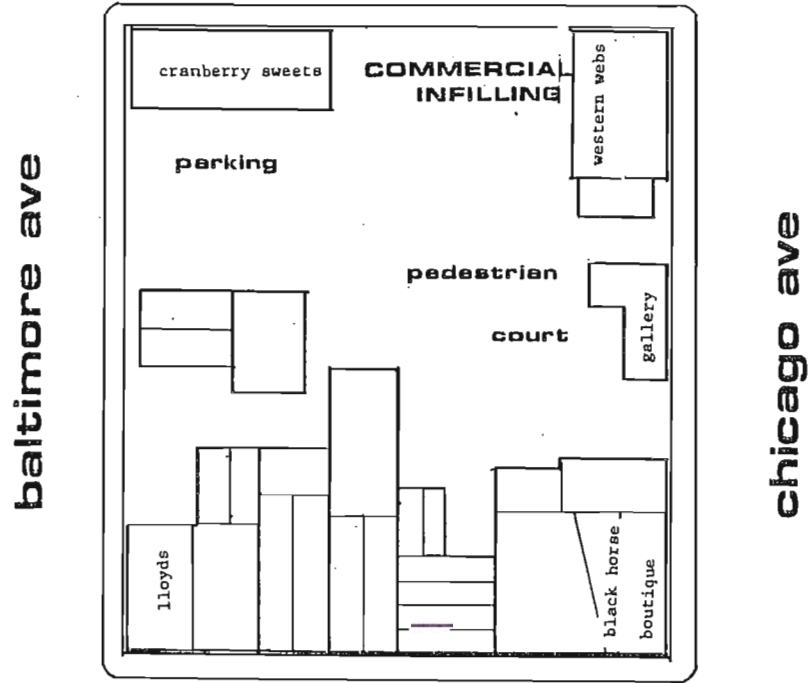 cranberry sweets
COMMERCIAL
INFILLING
western webs
parking
baltimore ave
pedestrian
court
gallery
chicago ave
lloyds
black horse
boutique